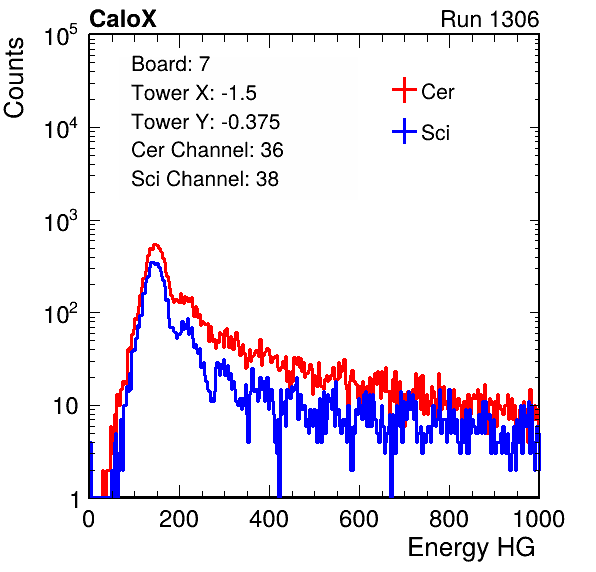 CaloX Run 1306
Counts
Board: 7
Tower X: -1.5
Tower Y: -0.375
Cer Channel: 36
Sci Channel: 38
Cer
Sci
10^5
10^4
10^3
10^2
10
1
0 200 400 600 800 1000
Energy HG